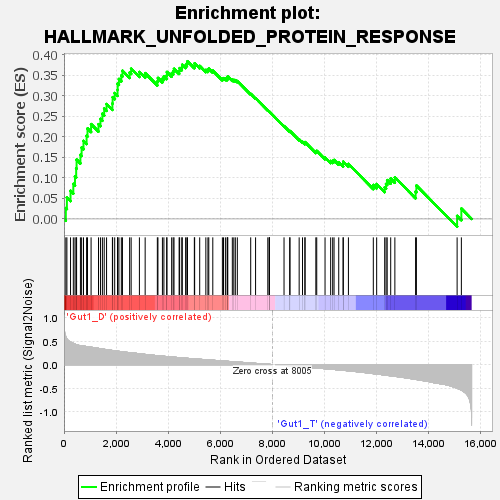 Enrichment plot:
HALLMARK_UNFOLDED_PROTEIN_RESPONSE
Enrichment score (ES)
0.40
0.35
0.30
0.25
0.20
0.15
0.10
0.05
0.00
'Gut1_D' (positively correlated)
Ranked list metric (Signal2Noise)
1.0
0.5
0.0
-0.5
-1.0
Zero cross at 8005
'Gut1_T' (negatively correlated)
0 2,000 4,000 6,000 8,000 10,000 12,000 14,000 16,000
Rank in Ordered Dataset
Enrichment profile Hits Ranking metric scores